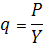 q = P/Y